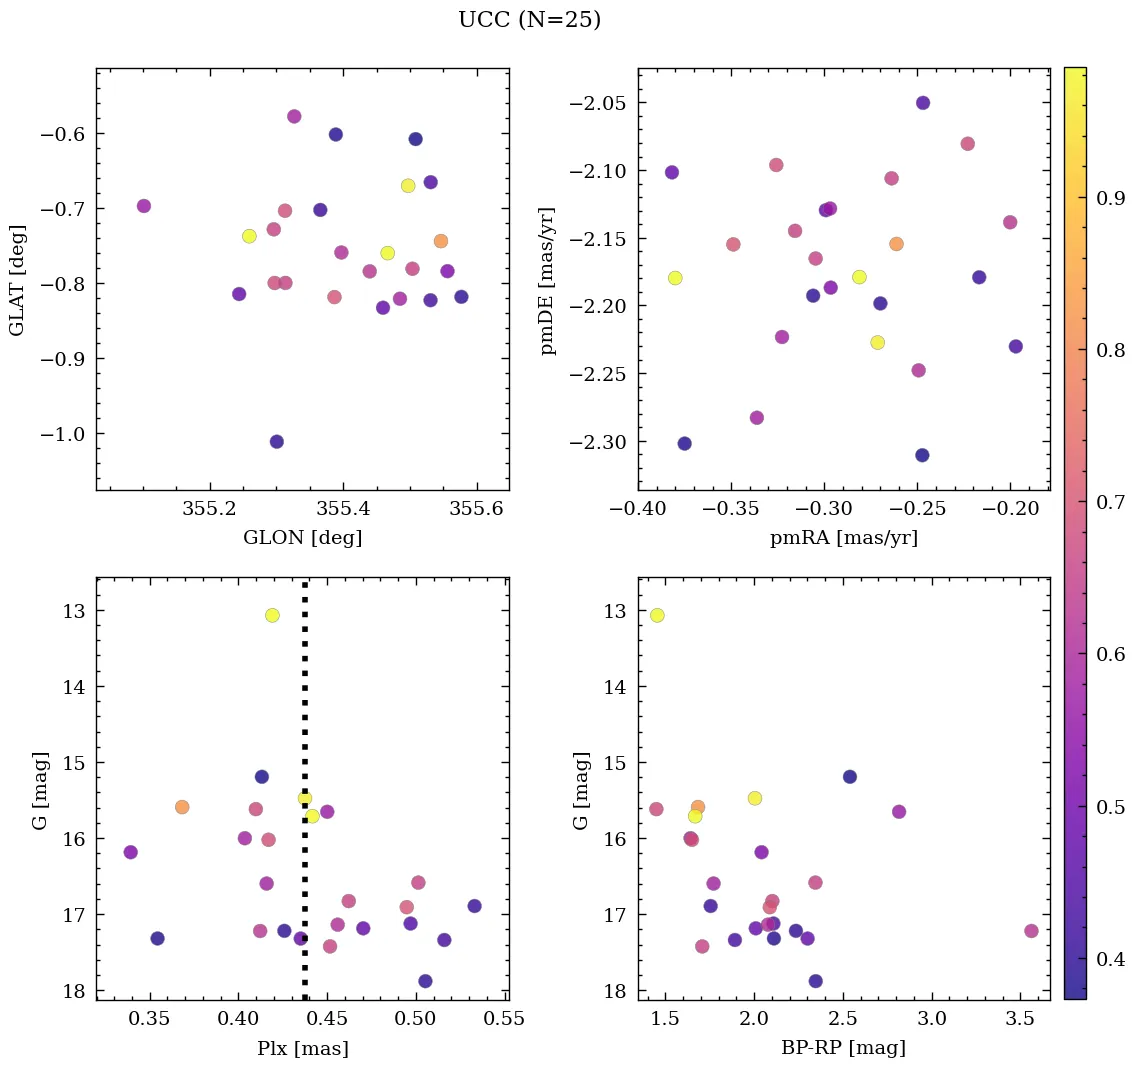 UCC (N=25)
−0.6
−0.7
−0.8
−0.9
−1.0
GLAT [deg]
355.2 355.4 355.6
GLON [deg]
−2.05
−2.10
−2.15
−2.20
−2.25
−2.30
pmDE [mas/yr]
−0.40 −0.35 −0.30 −0.25 −0.20
pmRA [mas/yr]
13
14
15
16
17
18
G [mag]
0.35 0.40 0.45 0.50 0.55
Plx [mas]
13
14
15
16
17
18
G [mag]
1.5 2.0 2.5 3.0 3.5
BP-RP [mag]
0.9
0.8
0.7
0.6
0.5
0.4